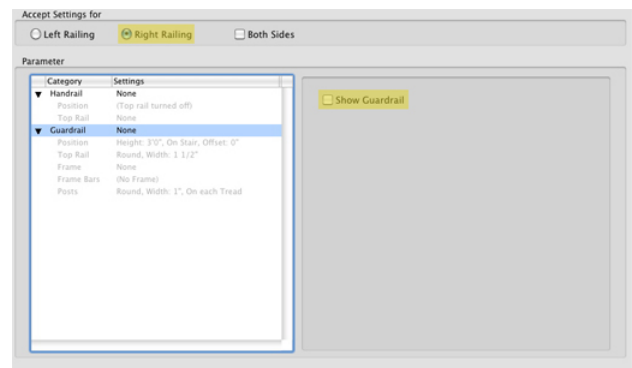 Accept Settings for
Left Railing Right Railing Both Sides
Parameter
Category Settings
Handrail None
Position (Top rail turned off)
Top Rail None
Guardrail None
Position Height: 3'0", On Stair, Offset: 0"
Top Rail Round, Width: 1 1/2"
Frame None
Frame Bars (No Frame)
Posts Round, Width: 1", On each Tread
Show Guardrail